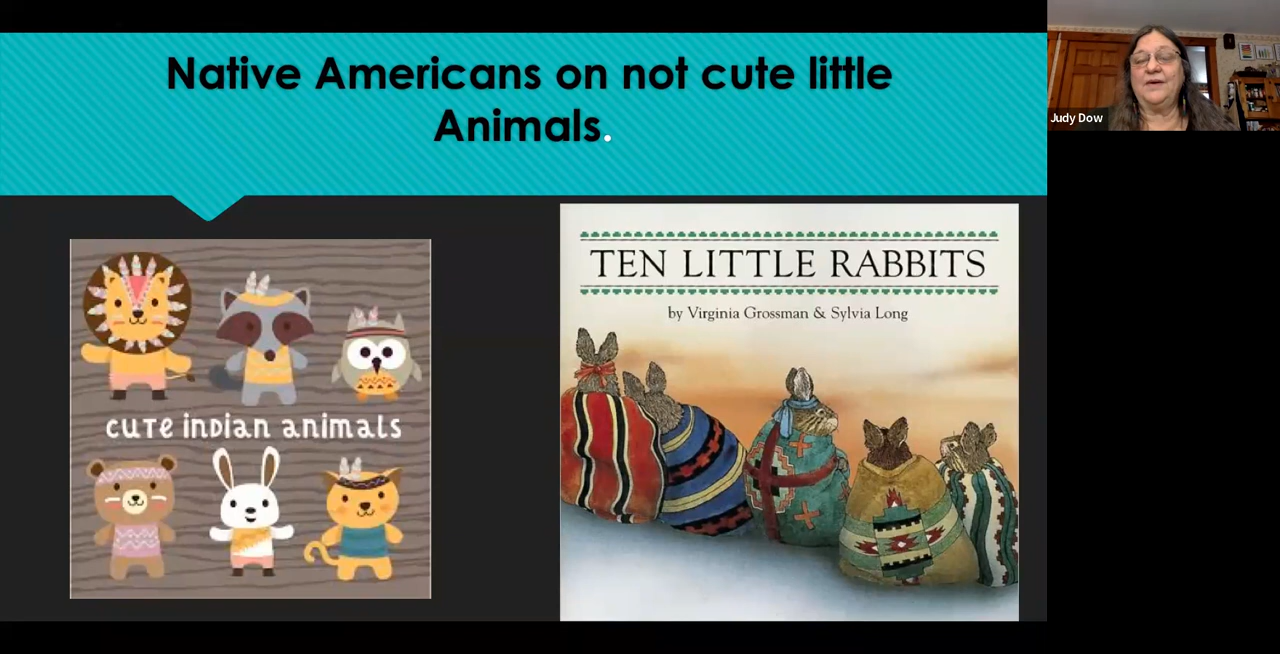 Native Americans on not cute little
Animals.
Judy Dow
cute indian animals
TEN LITTLE RABBITS
by Virginia Grossman & Sylvia Long